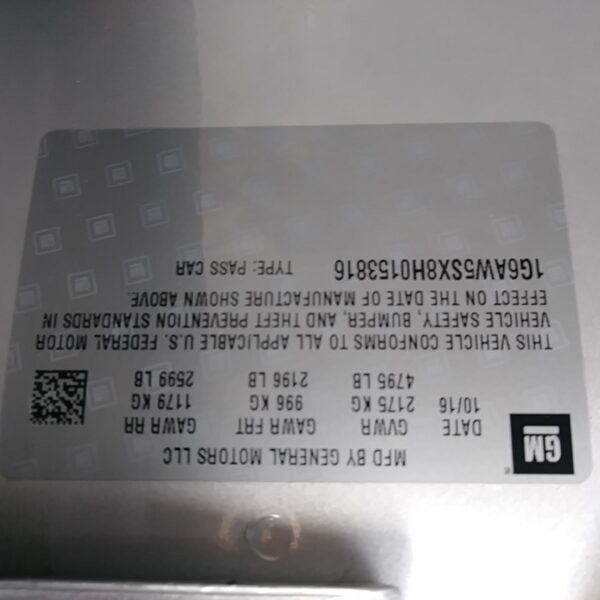 GM
MFD BY GENERAL MOTORS LLC
DATE GVWR GAWR FRT GAWR RR
10/16 2175 KG 996 KG 1179 KG
4795 LB 2196 LB 2599 LB
THIS VEHICLE CONFORMS TO ALL APPLICABLE U.S. FEDERAL MOTOR
VEHICLE SAFETY, BUMPER, AND THEFT PREVENTION STANDARDS IN
EFFECT ON THE DATE OF MANUFACTURE SHOWN ABOVE.
1G6AW5SX8H0153816 TYPE: PASS CAR